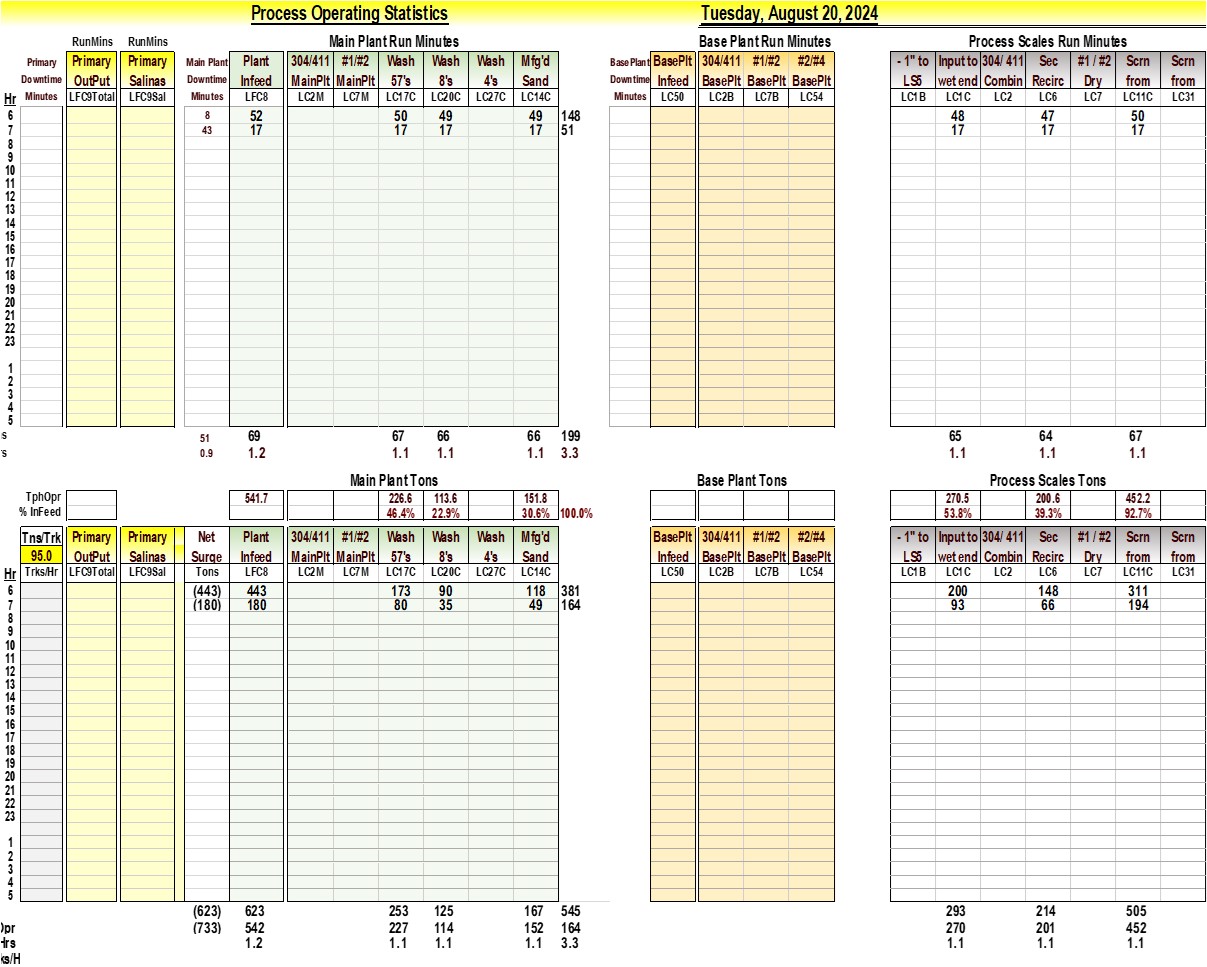 Process Operating Statistics Tuesday, August 20, 2024
RunMins RunMins Main Plant Run Minutes Base Plant Run Minutes Process Scales Run Minutes
Primary Primary Primary Main Plant Plant 304/411 #1/#2 Wash Wash Wash Mfg'd BasePlant BasePlt 304/411 #1/#2 #2/#4 - 1" to Input to 304/ 411 Sec #1 / #2 Scrn Scrn
Downtime OutPut Salinas Downtime Infeed MainPlt MainPlt 57's 8's 4's Sand Downtime Infeed BasePlt BasePlt BasePlt LS5 wet end Combin Recirc Dry from from
Hr Minutes LFC9Total LFC9Sal Minutes LFC8 LC2M LC7M LC17C LC20C LC27C LC14C Minutes LC50 LC2B LC7B LC54 LC1B LC1C LC2 LC6 LC7 LC11C LC31
6 8 52 50 49 49 148 48 47 50
7 43 17 17 17 17 51 17 17 17
8
9
10
11
12
13
14
15
16
17
18
19
20
21
22
23
1
2
3
4
5
s 51 69 67 66 66 199 65 64 67
's 0.9 1.2 1.1 1.1 1.1 3.3 1.1 1.1 1.1
Main Plant Tons Base Plant Tons Process Scales Tons
TphOpr 541.7 226.6 113.6 151.8 270.5 200.6 452.2
% InFeed 46.4% 22.9% 30.6% 100.0% 53.8% 39.3% 92.7%
Tns/Trk Primary Primary Net Plant 304/411 #1/#2 Wash Wash Wash Mfg'd BasePlt 304/411 #1/#2 #2/#4 - 1" to Input to 304/ 411 Sec #1 / #2 Scrn Scrn
95.0 OutPut Salinas Surge Infeed MainPlt MainPlt 57's 8's 4's Sand Infeed BasePlt BasePlt BasePlt LS5 wet end Combin Recirc Dry from from
Hr Trks/Hr LFC9Total LFC9Sal Tons LFC8 LC2M LC7M LC17C LC20C LC27C LC14C LC50 LC2B LC7B LC54 LC1B LC1C LC2 LC6 LC7 LC11C LC31
6 (443) 443 173 90 118 381 200 148 311
7 (180) 180 80 35 49 164 93 66 194
8
9
10
11
12
13
14
15
16
17
18
19
20
21
22
23
1
2
3
4
5
(623) 623 253 125 167 545 293 214 505
Opr (733) 542 227 114 152 164 270 201 452
Hrs 1.2 1.1 1.1 1.1 3.3 1.1 1.1 1.1
ks/H